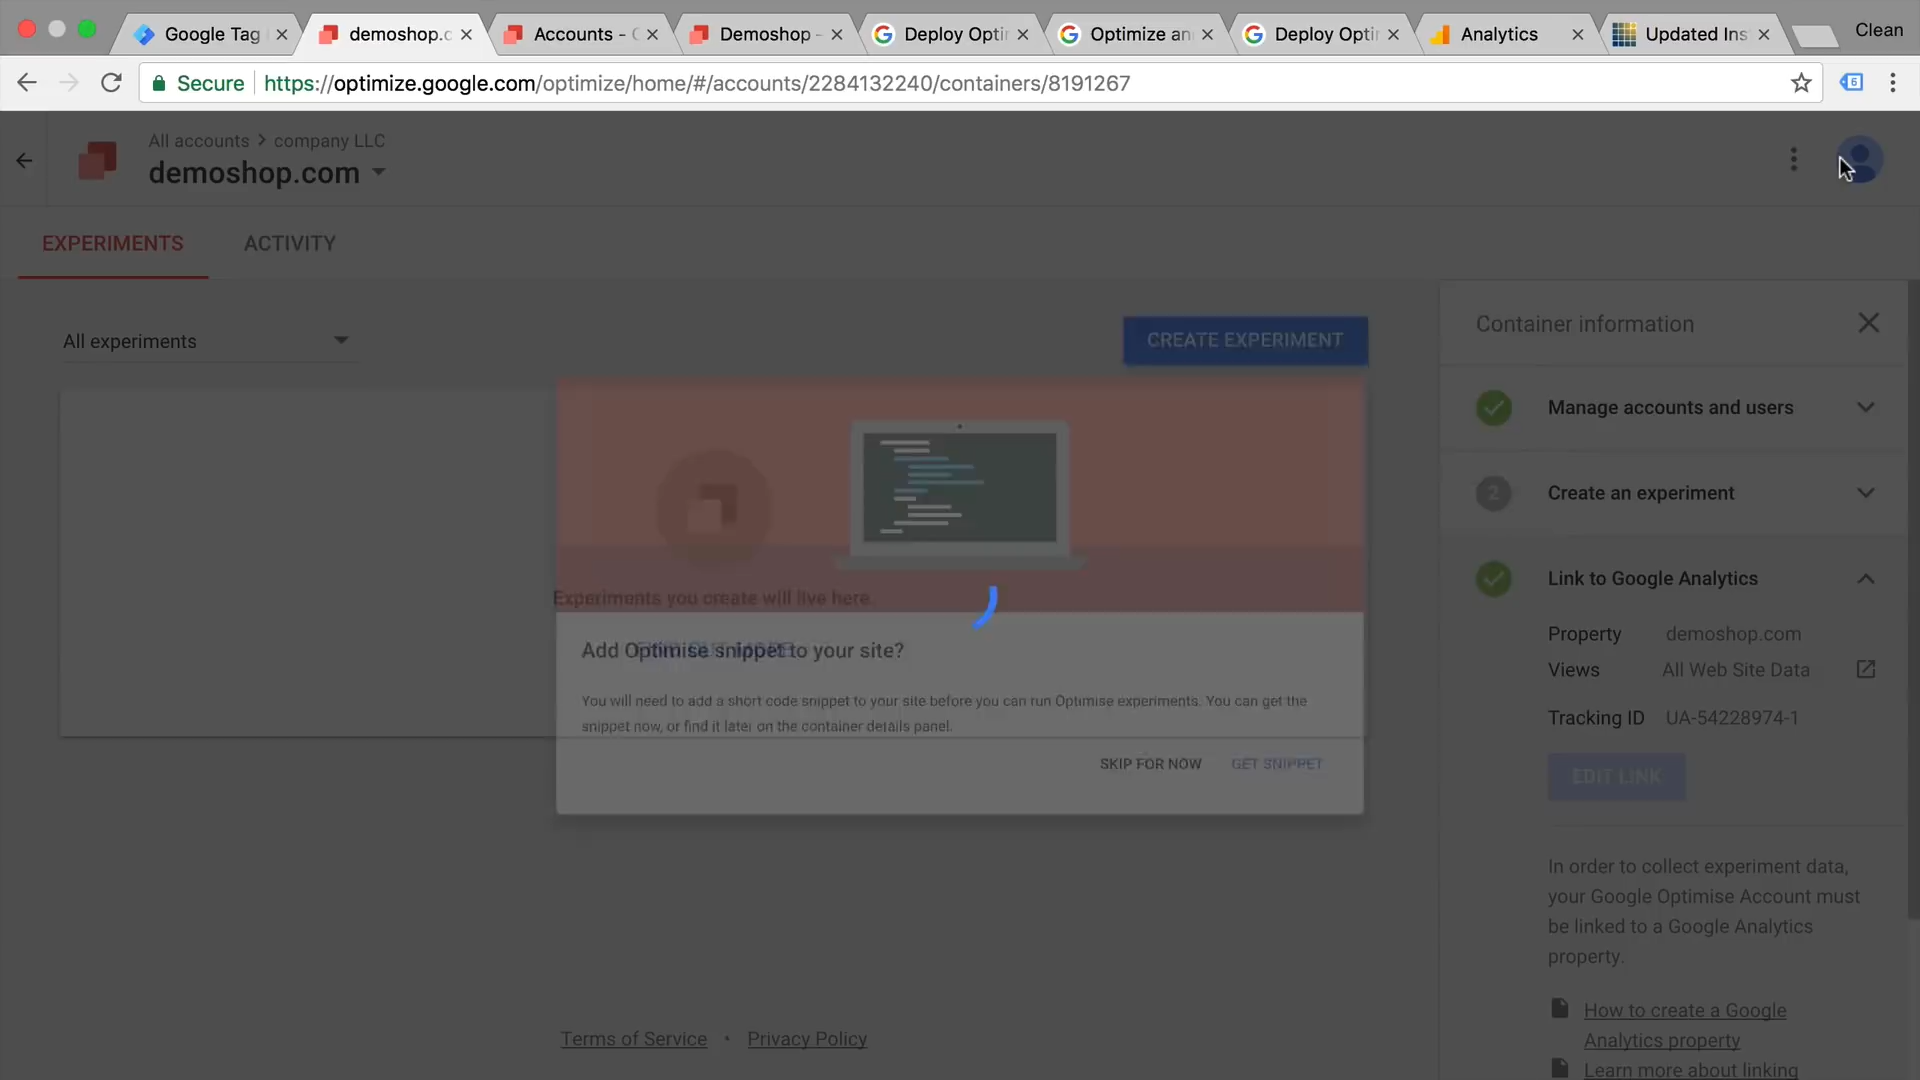 Google Tag
demoshop.c
Accounts - G
Demoshop -
Deploy Opti
Optimize an
Deploy Opti
Analytics
Updated Ins
Clean
Secure
https://optimize.google.com/optimize/home/#/accounts/2284132240/containers/8191267
6
All accounts > company LLC
demoshop.com
EXPERIMENTS
ACTIVITY
All experiments
CREATE EXPERIMENT
Experiments you create will live here.
Add Optimise snippet to your site?
You will need to add a short code snippet to your site before you can run Optimise experiments. You can get the
snippet now, or find it later on the container details panel.
SKIP FOR NOW
GET SNIPPET
Container information
Manage accounts and users
2
Create an experiment
Link to Google Analytics
Property demoshop.com
Views All Web Site Data
Tracking ID UA-54228974-1
EDIT LINK
In order to collect experiment data,
your Google Optimise Account must
be linked to a Google Analytics
property.
How to create a Google
Analytics property
Learn more about linking
Terms of Service • Privacy Policy